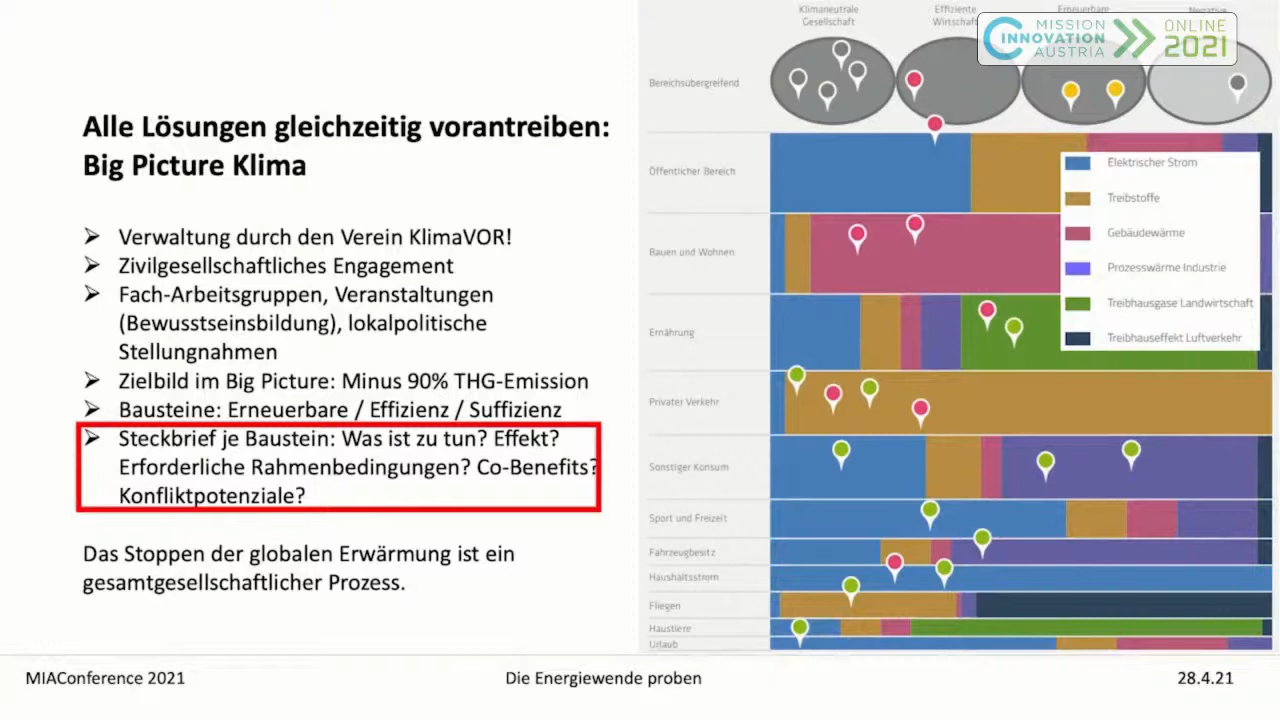 Alle Lösungen gleichzeitig vorantreiben:
Big Picture Klima
➢ Verwaltung durch den Verein KlimaVOR!
➢ Zivilgesellschaftliches Engagement
➢ Fach-Arbeitsgruppen, Veranstaltungen
(Bewusstseinsbildung), lokalpolitische
Stellungnahmen
➢ Zielbild im Big Picture: Minus 90% THG-Emission
➢ Bausteine: Erneuerbare / Effizienz / Suffizienz
➢ Steckbrief je Baustein: Was ist zu tun? Effekt?
Erforderliche Rahmenbedingungen? Co-Benefits?
Konfliktpotenziale?
Das Stoppen der globalen Erwärmung ist ein
gesamtgesellschaftlicher Prozess.
Klimaneutrale
Gesellschaft
Effiziente
Wirtschaft
Erneuerbare
Negative
MISSION
INNOVATION
AUSTRIA
ONLINE
2021
Bereichsübergreifend
Öffentlicher Bereich
Bauen und Wohnen
Ernährung
Privater Verkehr
Sonstiger Konsum
Sport und Freizeit
Fahrzeugbesitz
Haushaltsstrom
Fliegen
Haustiere
Urlaub
Elektrischer Strom
Treibstoffe
Gebäudewärme
Prozesswärme Industrie
Treibhausgase Landwirtschaft
Treibhauseffekt Luftverkehr
MIAConference 2021
Die Energiewende proben
28.4.21